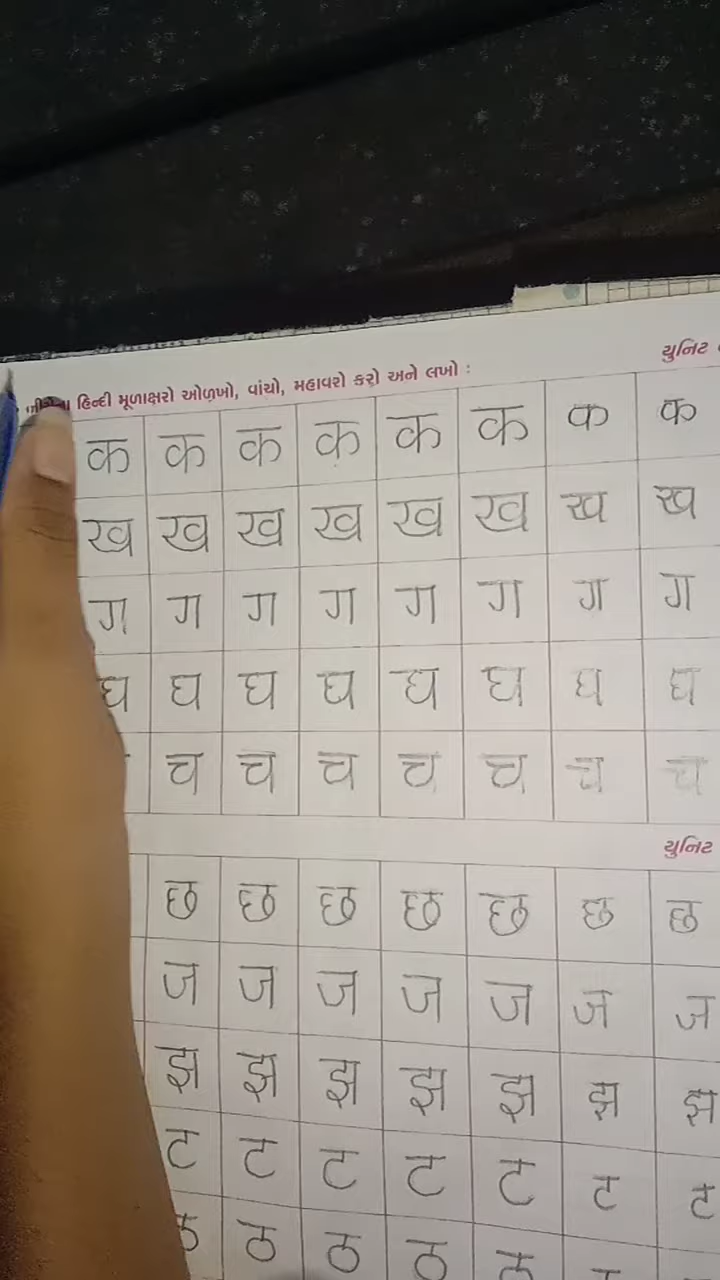 યુનિટ
હિન્દી મૂળાક્ષરો ઓળખો, વાંચો, મહાવરો કરો અને લખો :
क क क क क क क क
ख ख ख ख ख ख ख ख
ग ग ग ग ग ग ग ग
घ घ घ घ घ घ घ घ
च च च च च च च
યુનિટ
छ छ छ छ छ छ छ
ज ज ज ज ज ज ज
झ झ झ झ झ झ झ
ट ट ट ट ट ट ट
ठ ठ ठ ठ ठ